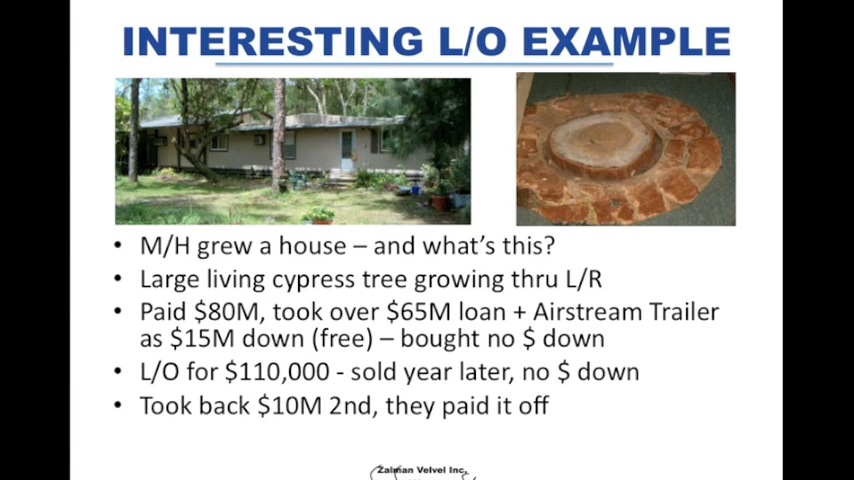 INTERESTING L/O EXAMPLE
• M/H grew a house – and what's this?
• Large living cypress tree growing thru L/R
• Paid $80M, took over $65M loan + Airstream Trailer
as $15M down (free) – bought no $ down
• L/O for $110,000 - sold year later, no $ down
• Took back $10M 2nd, they paid it off
Zalman Velvel Inc.